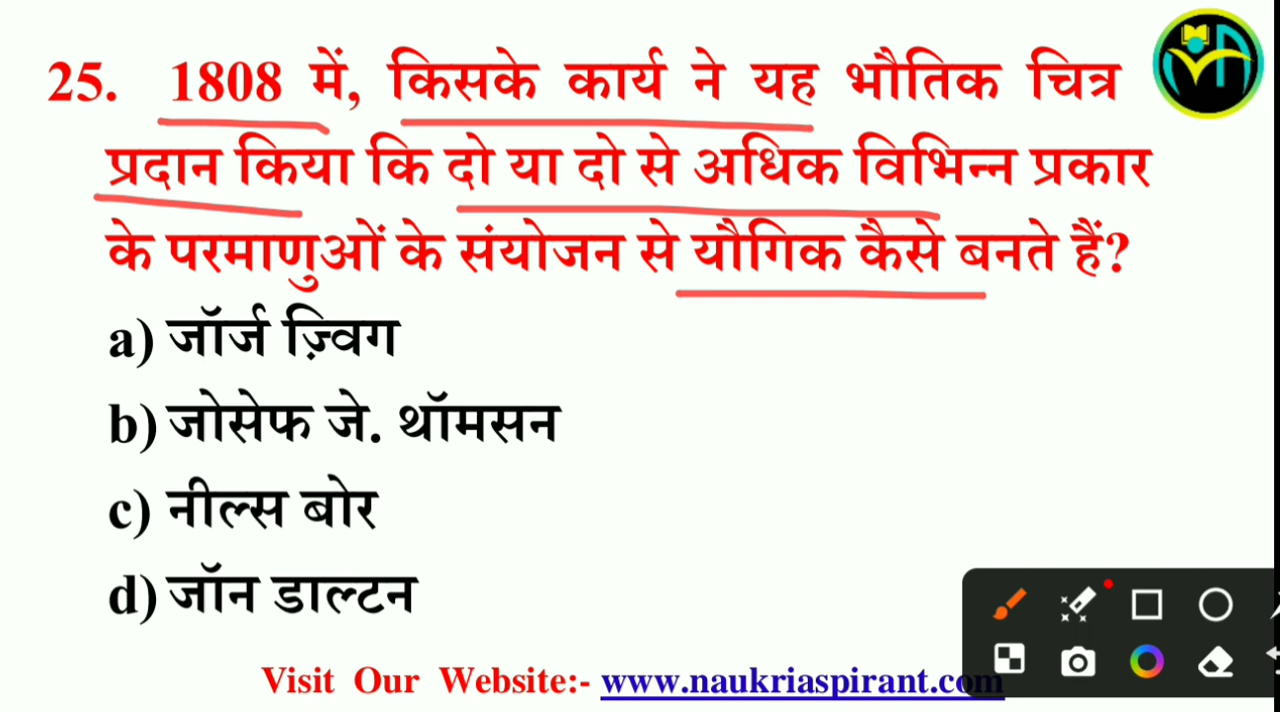 25. 1808 में, किसके कार्य ने यह भौतिक चित्र
प्रदान किया कि दो या दो से अधिक विभिन्न प्रकार
के परमाणुओं के संयोजन से यौगिक कैसे बनते हैं?
a) जॉर्ज ज़्विग
b) जोसेफ जे. थॉमसन
c) नील्स बोर
d) जॉन डाल्टन
Visit Our Website:- www.naukriaspirant.com